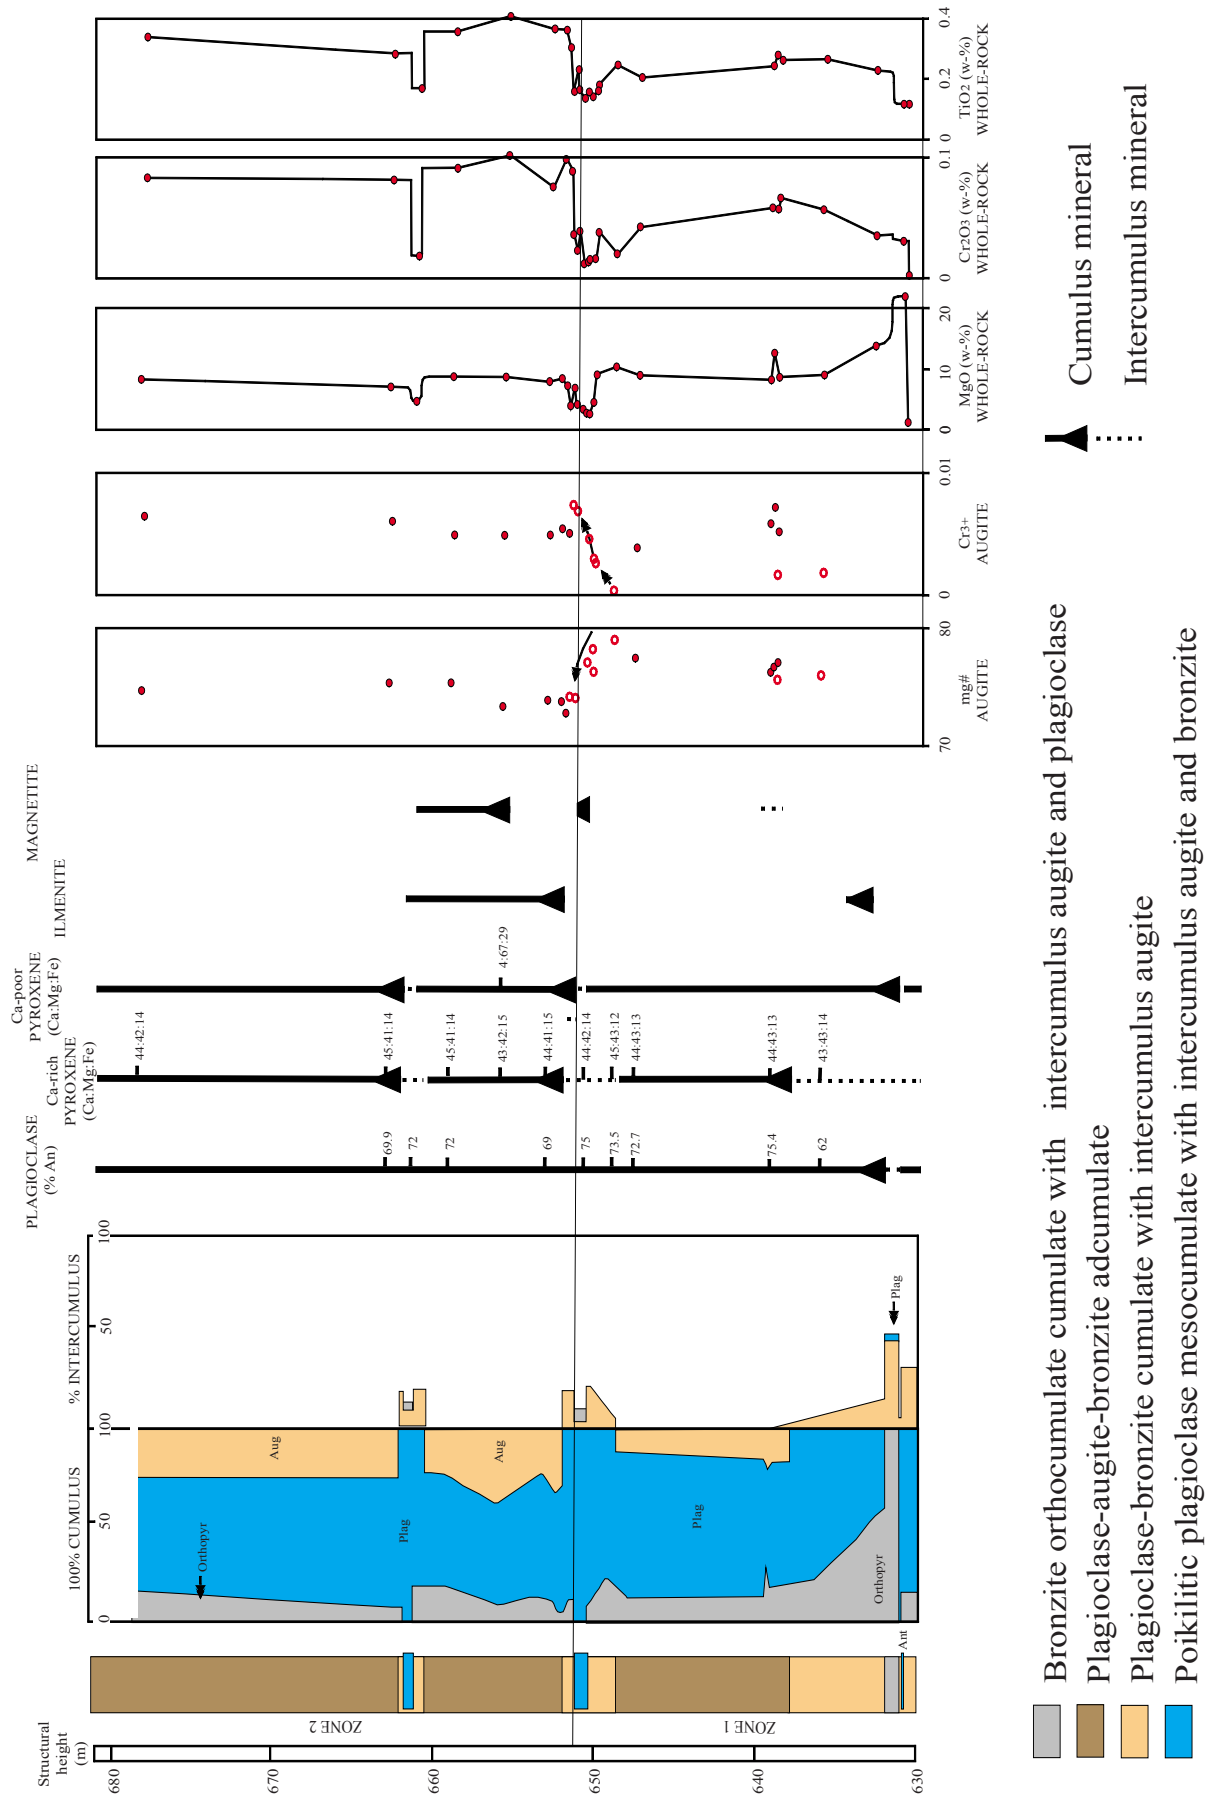 Structural
height
(m)
680
670
660
650
640
630
ZONE 2
ZONE 1
Ant
100% CUMULUS
0
50
100
Orthopyr
Plag
Aug
Aug
Plag
Orthopyr
% INTERCUMULUS
50
100
Plag
PLAGIOCLASE
(% An)
69.9
72
72
69
75
73.5
72.7
75.4
62
Ca-rich
PYROXENE
(Ca:Mg:Fe)
44:42:14
45:41:14
45:41:14
43:42:15
44:41:15
44:42:14
45:43:12
44:43:13
44:43:13
43:43:14
Ca-poor
PYROXENE
(Ca:Mg:Fe)
4:67:29
ILMENITE
MAGNETITE
70
80
mg#
AUGITE
0
0.01
Cr3+
AUGITE
0
10
20
MgO (w-%)
WHOLE-ROCK
0
0.1
Cr2O3 (w-%)
WHOLE-ROCK
0
0.2
0.4
TiO2 (w-%)
WHOLE-ROCK
Bronzite orthocumulate cumulate with intercumulus augite and plagioclase
Plagioclase-augite-bronzite adcumulate
Plagioclase-bronzite cumulate with intercumulus augite
Poikilitic plagioclase mesocumulate with intercumulus augite and bronzite
Cumulus mineral
Intercumulus mineral